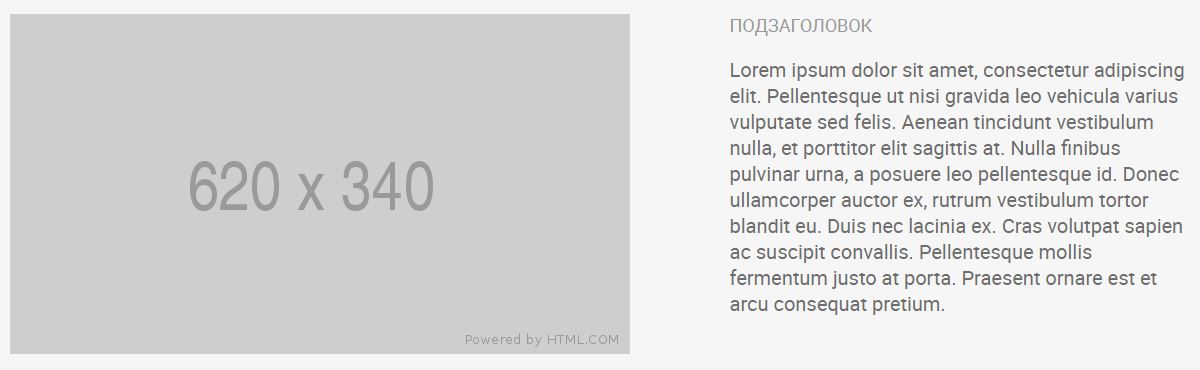 620 x 340
Powered by HTML.COM
ПОДЗАГОЛОВОК
Lorem ipsum dolor sit amet, consectetur adipiscing
elit. Pellentesque ut nisi gravida leo vehicula varius
vulputate sed felis. Aenean tincidunt vestibulum
nulla, et porttitor elit sagittis at. Nulla finibus
pulvinar urna, a posuere leo pellentesque id. Donec
ullamcorper auctor ex, rutrum vestibulum tortor
blandit eu. Duis nec lacinia ex. Cras volutpat sapien
ac suscipit convallis. Pellentesque mollis
fermentum justo at porta. Praesent ornare est et
arcu consequat pretium.